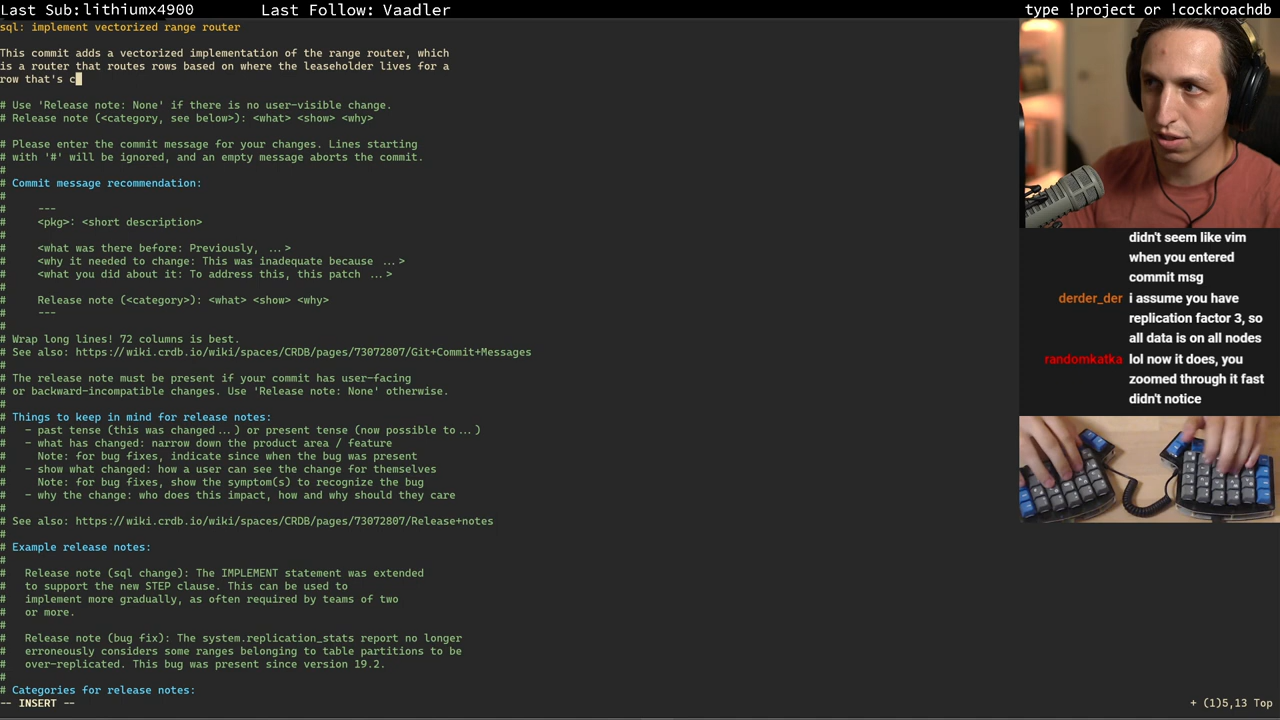 Last Sub:lithiumx4900 Last Follow: Vaadler type !project or !cockroachdb
sql: implement vectorized range router
This commit adds a vectorized implementation of the range router, which
is a router that routes rows based on where the leaseholder lives for a
row that's c
# Use 'Release note: None' if there is no user-visible change.
# Release note (<category, see below>): <what> <show> <why>
# Please enter the commit message for your changes. Lines starting
# with '#' will be ignored, and an empty message aborts the commit.
#
# Commit message recommendation:
#
# ---
# <pkg>: <short description>
#
# <what was there before: Previously, ...>
# <why it needed to change: This was inadequate because ...>
# <what you did about it: To address this, this patch ...>
#
# Release note (<category>): <what> <show> <why>
# ---
#
# Wrap long lines! 72 columns is best.
# See also: https://wiki.crdb.io/wiki/spaces/CRDB/pages/73072807/Git+Commit+Messages
#
# The release note must be present if your commit has user-facing
# or backward-incompatible changes. Use 'Release note: None' otherwise.
#
# Things to keep in mind for release notes:
# - past tense (this was changed...) or present tense (now possible to...)
# - what has changed: narrow down the product area / feature
# Note: for bug fixes, indicate since when the bug was present
# - show what changed: how a user can see the change for themselves
# Note: for bug fixes, show the symptom(s) to recognize the bug
# - why the change: who does this impact, how and why should they care
#
# See also: https://wiki.crdb.io/wiki/spaces/CRDB/pages/73072807/Release+notes
#
# Example release notes:
#
# Release note (sql change): The IMPLEMENT statement was extended
# to support the new STEP clause. This can be used to
# implement more gradually, as often required by teams of two
# or more.
#
# Release note (bug fix): The system.replication_stats report no longer
# erroneously considers some ranges belonging to table partitions to be
# over-replicated. This bug was present since version 19.2.
#
# Categories for release notes:
-- INSERT -- + (1)5,13 Top
didn't seem like vim
when you entered
commit msg
derder_der i assume you have
replication factor 3, so
all data is on all nodes
randomkatka lol now it does, you
zoomed through it fast
didn't notice